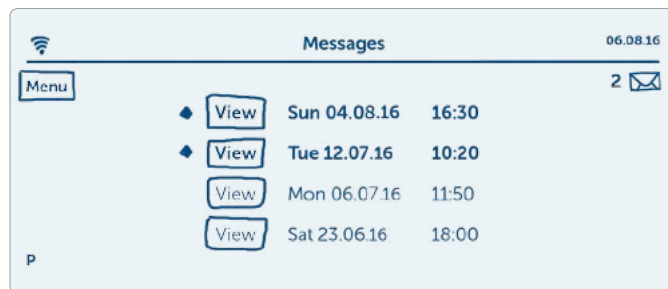 Messages 06.08.16
Menu 2
View Sun 04.08.16 16:30
View Tue 12.07.16 10:20
View Mon 06.07.16 11:50
View Sat 23.06.16 18:00
P